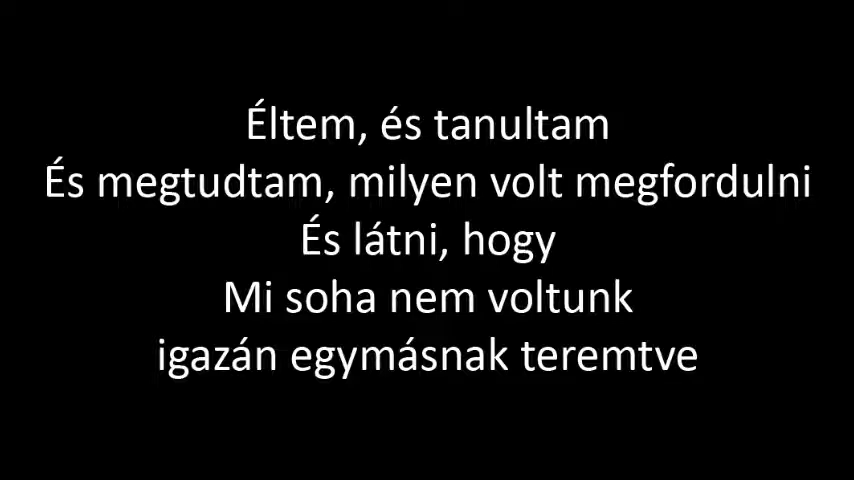 Éltem, és tanultam
És megtudtam, milyen volt megfordulni
És látni, hogy
Mi soha nem voltunk
igazán egymásnak teremtve